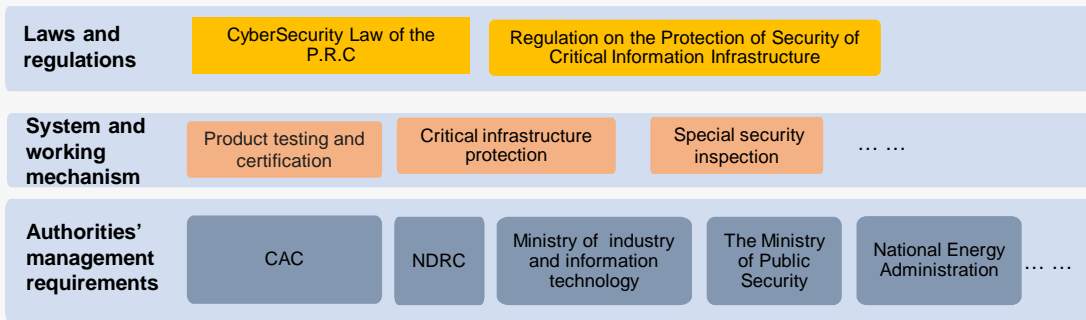 Laws and
regulations
CyberSecurity Law of the
P.R.C
Regulation on the Protection of Security of
Critical Information Infrastructure
System and
working
mechanism
Product testing and
certification
Critical infrastructure
protection
Special security
inspection
… …
Authorities’
management
requirements
CAC
NDRC
Ministry of industry
and information
technology
The Ministry
of Public
Security
National Energy
Administration
… …